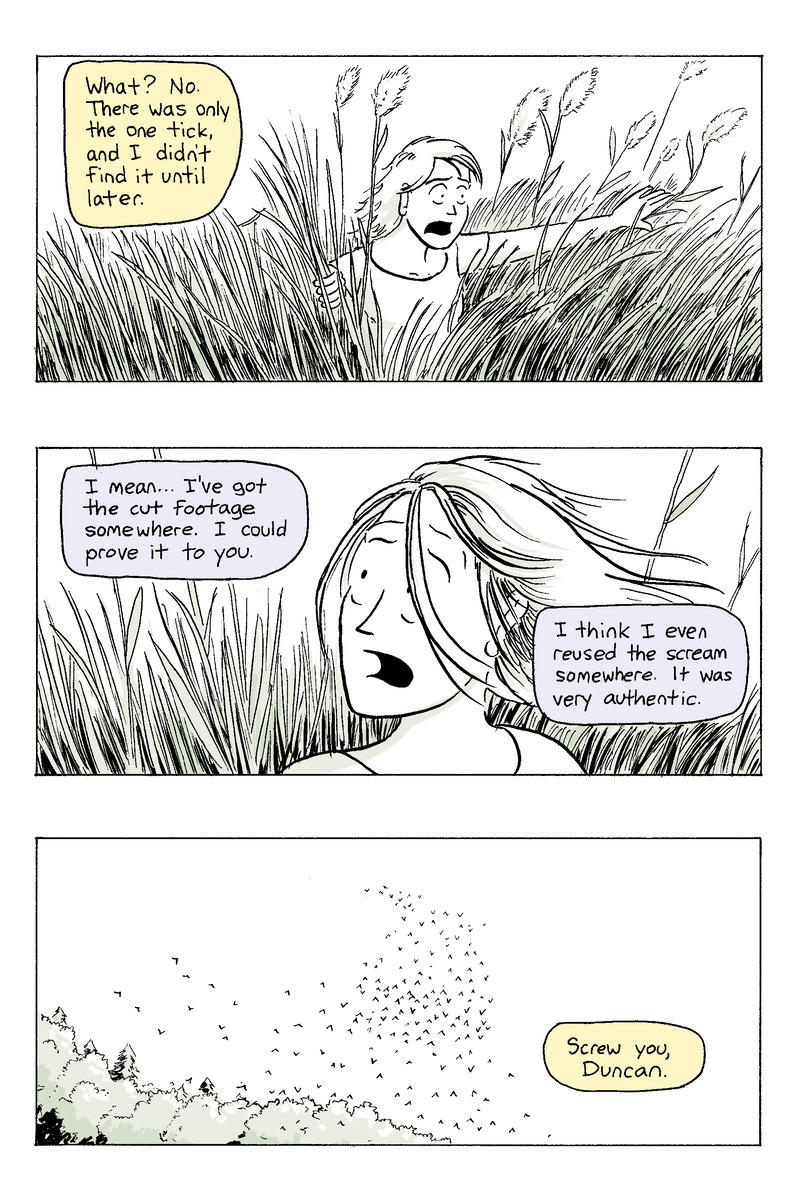 What? No.
There was only
the one tick,
and I didn't
find it until
later.
I mean... I've got
the cut footage
somewhere. I could
prove it to you.
I think I even
reused the scream
somewhere. It was
very authentic.
Screw you,
Duncan.